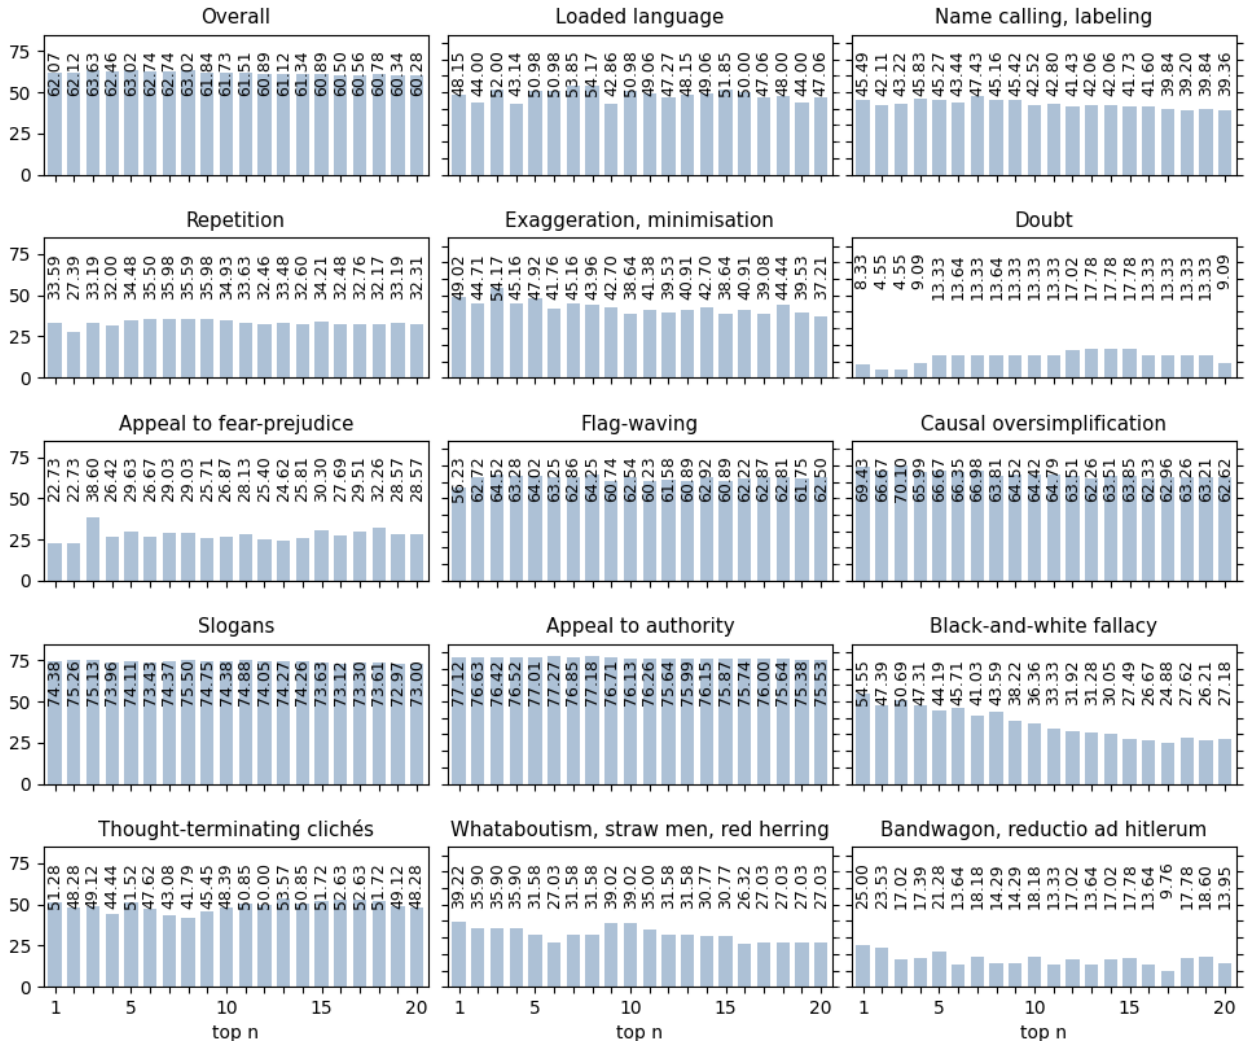 Overall
Loaded language
Name calling, labeling
75
50
25
0
62.07 62.12 63.63 62.46 63.02 62.74 62.74 63.02 61.84 61.73 61.51 60.89 61.12 61.34 60.89 60.50 60.56 60.78 60.34 60.28
48.15 44.00 52.00 43.14 50.98 50.98 53.85 54.17 42.86 50.98 49.06 47.27 48.15 49.06 51.85 50.00 47.06 48.00 44.00 47.06
45.49 42.11 43.22 45.83 45.27 43.44 47.43 45.16 45.42 42.52 42.80 41.43 42.06 42.06 41.73 41.60 39.84 39.20 39.84 39.36
Repetition
Exaggeration, minimisation
Doubt
75
50
25
0
33.59 27.39 33.19 32.00 34.48 35.50 35.98 35.59 35.98 34.93 33.63 32.46 33.48 32.60 34.21 32.48 32.76 32.17 33.19 32.31
49.02 44.71 54.17 45.16 47.92 41.76 45.16 43.96 42.70 38.64 41.38 39.53 40.91 42.70 38.64 40.91 39.08 44.44 39.53 37.21
8.33 4.55 4.55 9.09 13.33 13.64 13.33 13.64 13.33 13.33 13.33 17.02 17.78 17.78 17.78 13.33 13.33 13.33 13.33 9.09
Appeal to fear-prejudice
Flag-waving
Causal oversimplification
75
50
25
0
22.73 22.73 38.60 26.42 29.63 26.67 29.03 29.03 25.71 26.87 28.13 25.40 24.62 25.81 30.30 27.69 29.51 32.26 28.57 28.57
56.23 62.72 64.52 63.28 64.02 63.25 62.86 64.25 60.74 62.54 60.23 61.58 60.89 62.92 60.89 62.22 62.87 62.81 61.75 62.50
69.43 66.67 70.10 65.99 66.67 66.35 66.98 63.81 64.52 64.42 64.79 63.51 62.26 63.51 63.85 62.33 62.96 63.26 63.21 62.62
Slogans
Appeal to authority
Black-and-white fallacy
75
50
25
0
74.38 75.26 75.13 73.96 74.11 73.43 74.37 75.50 74.75 74.38 74.88 74.05 74.27 74.26 73.63 73.12 73.30 73.61 72.97 73.00
77.12 76.63 76.42 76.52 77.01 77.27 76.85 77.18 76.71 76.13 76.26 75.64 75.99 76.15 75.87 75.74 76.00 75.64 75.38 75.55
54.55 47.39 50.69 47.31 44.19 45.71 41.03 43.59 38.22 36.36 33.33 31.92 31.28 30.05 27.49 26.67 24.88 27.62 26.21 27.18
Thought-terminating clichés
Whataboutism, straw men, red herring
Bandwagon, reductio ad hitlerum
75
50
25
0
51.28 48.28 49.12 44.44 51.52 47.62 43.08 41.79 45.45 48.39 50.85 50.00 53.57 50.85 51.72 52.63 52.63 51.72 49.12 48.28
39.22 35.90 35.90 35.90 31.58 27.03 31.58 31.58 39.02 39.02 35.00 31.58 31.58 30.77 30.77 26.32 27.03 27.03 27.03 27.03
25.00 23.53 17.02 17.39 21.28 13.64 18.18 14.29 14.29 18.18 13.33 17.02 13.64 17.02 17.78 13.64 9.76 17.78 18.60 13.95
1 5 10 15 20
1 5 10 15 20
1 5 10 15 20
top n
top n
top n